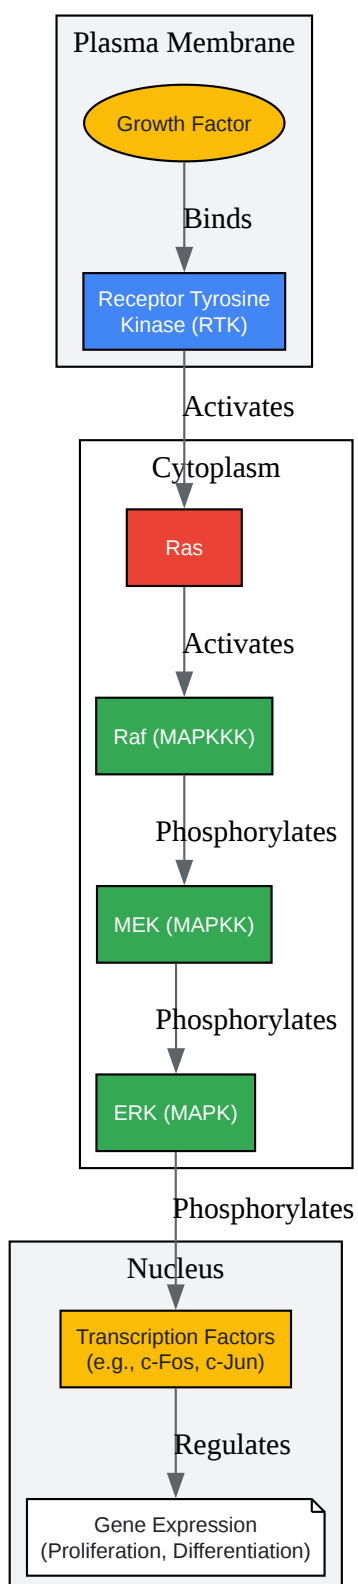 Plasma Membrane
Growth Factor
Binds
Receptor Tyrosine
Kinase (RTK)
Activates
Cytoplasm
Ras
Activates
Raf (MAPKKK)
Phosphorylates
MEK (MAPKK)
Phosphorylates
ERK (MAPK)
Phosphorylates
Nucleus
Transcription Factors
(e.g., c-Fos, c-Jun)
Regulates
Gene Expression
(Proliferation, Differentiation)